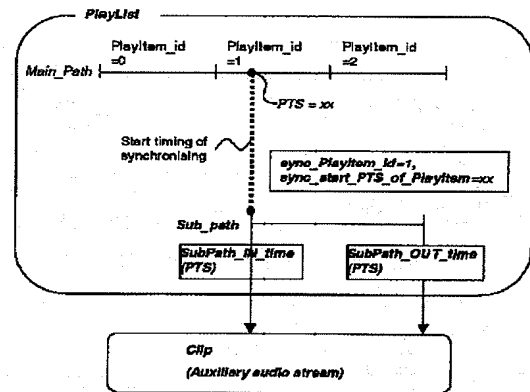 PlayList
PlayItem_id
=0
PlayItem_id
=1
PlayItem_id
=2
Main_Path
PTS = xx
Start timing of
synchronising
sync_PlayItem_id=1,
sync_start_PTS_of_PlayItem=xx
Sub_path
SubPath_IN_time
(PTS)
SubPath_OUT_time
(PTS)
Clip
(Auxiliary audio stream)